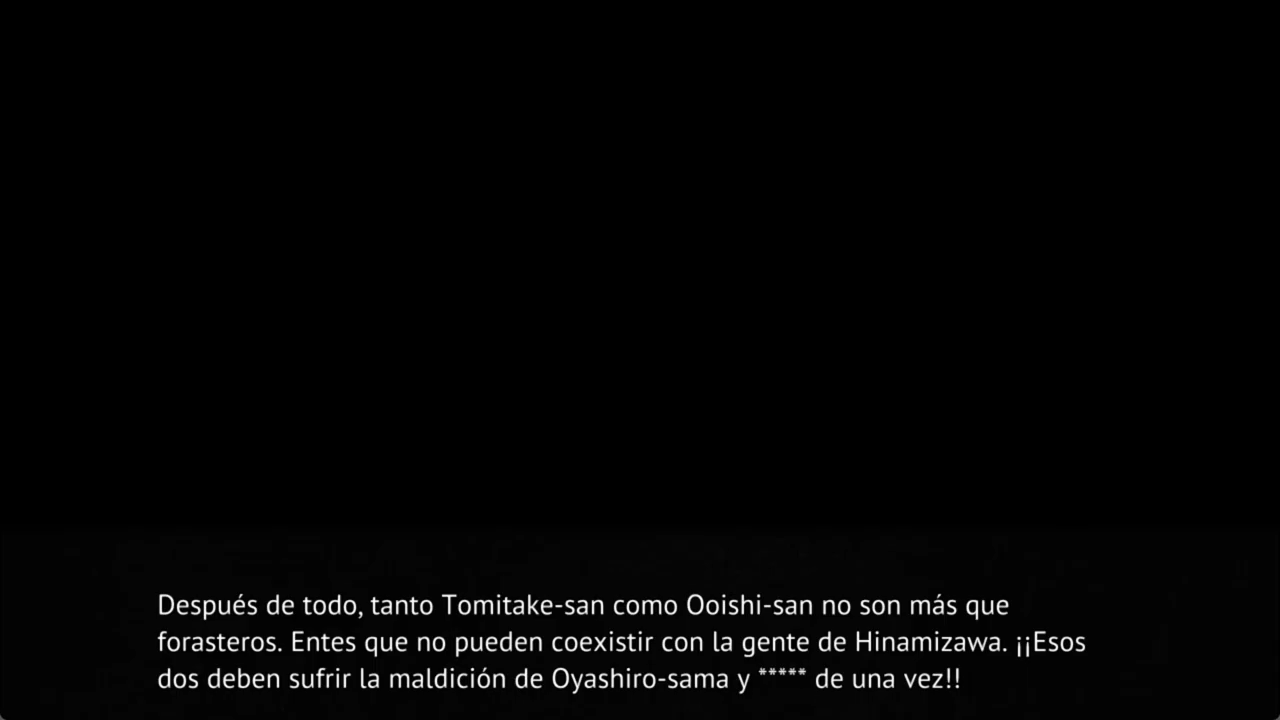 Después de todo, tanto Tomitake-san como Ooishi-san no son más que
forasteros. Entes que no pueden coexistir con la gente de Hinamizawa. ¡¡Esos
dos deben sufrir la maldición de Oyashiro-sama y ***** de una vez!!